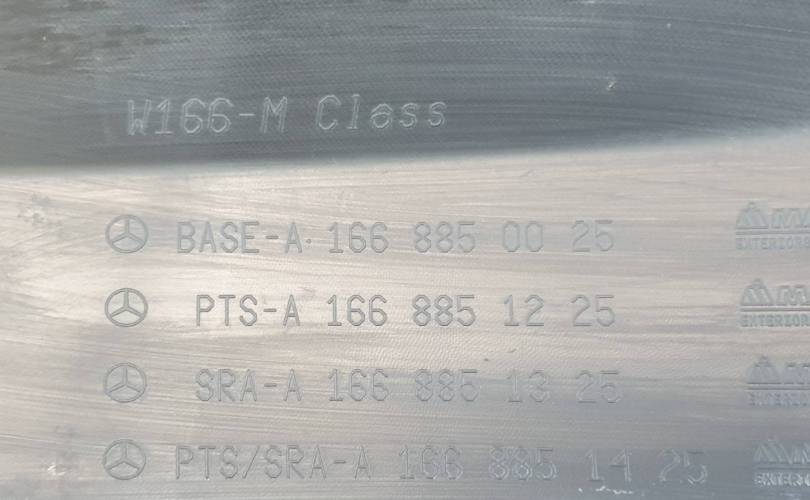 W166-M Class
BASE-A 166 885 00 25
PTS-A 166 885 12 25
SRA-A 166 885 13 25
PTS/SRA-A 166 885 14 25